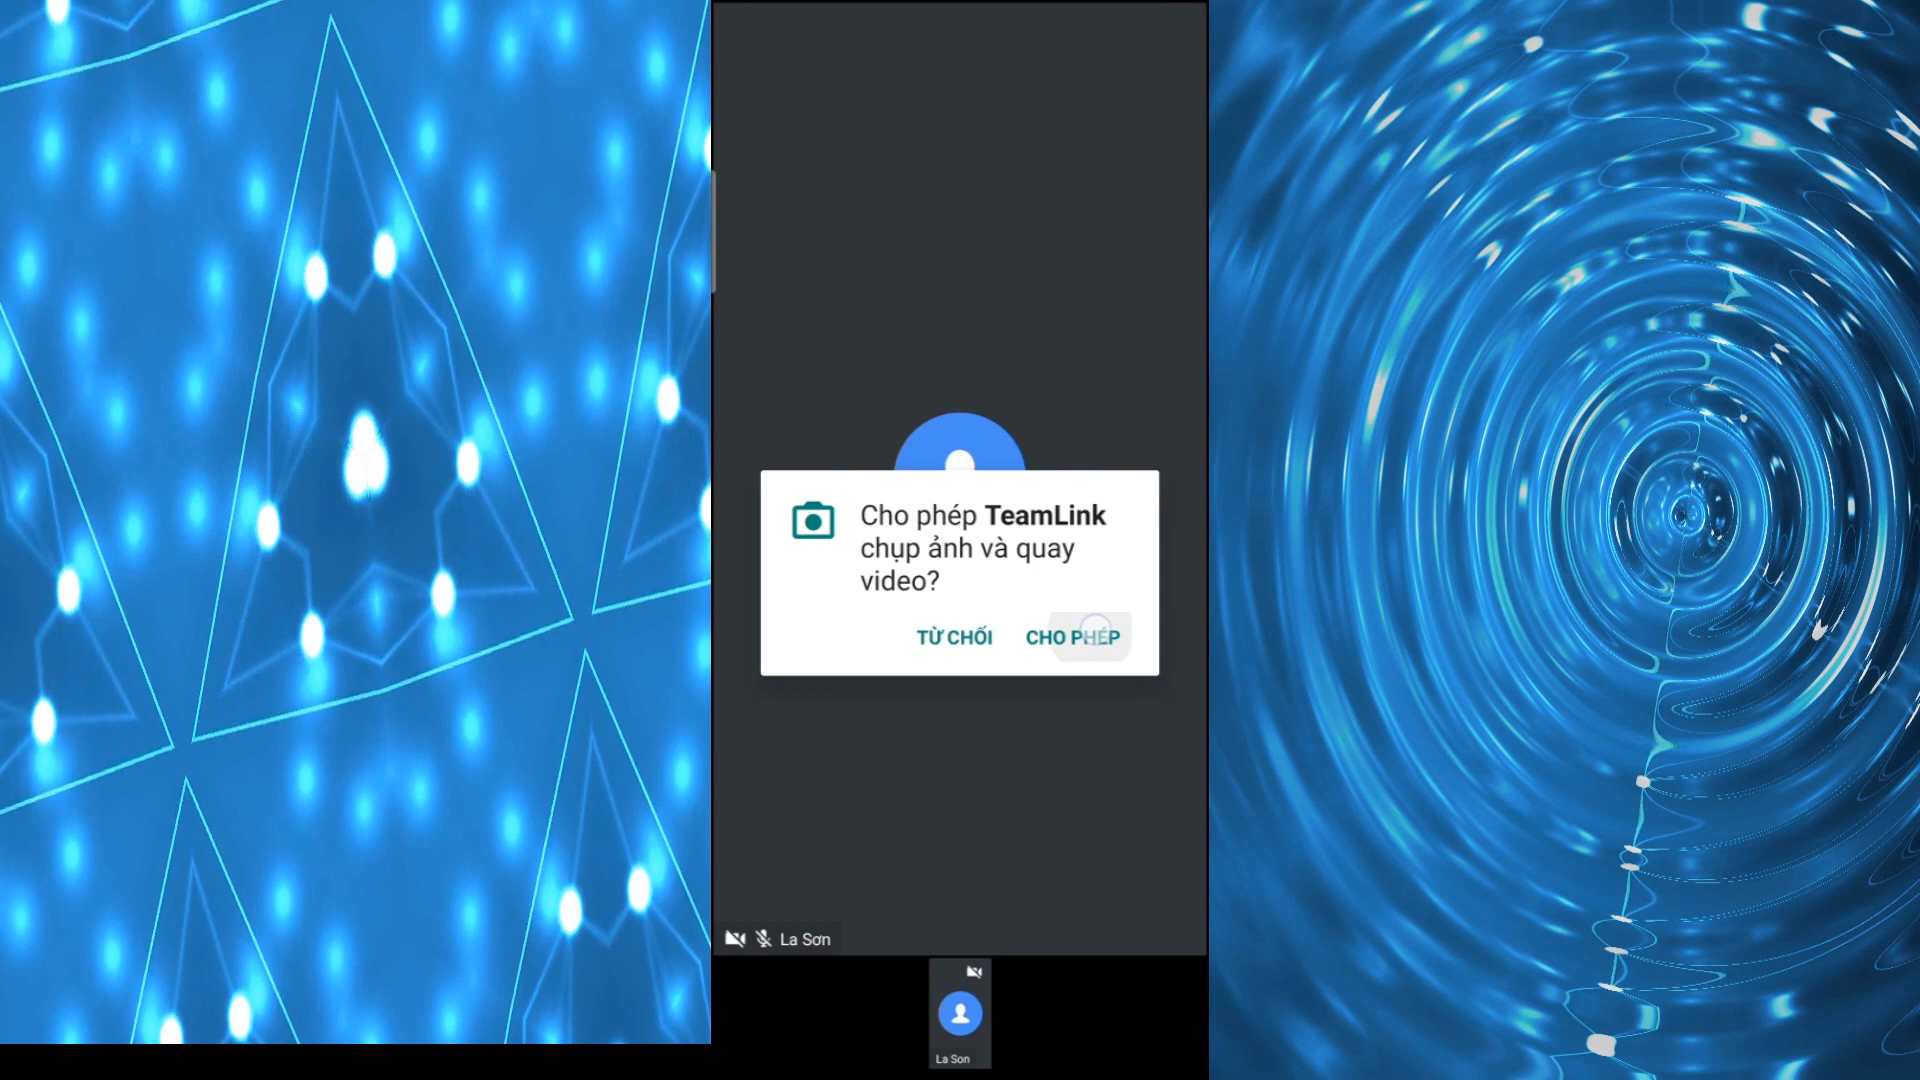 Cho phép TeamLink
chụp ảnh và quay
video?
TỪ CHỐI CHO PHÉP
La Sơn
La Son